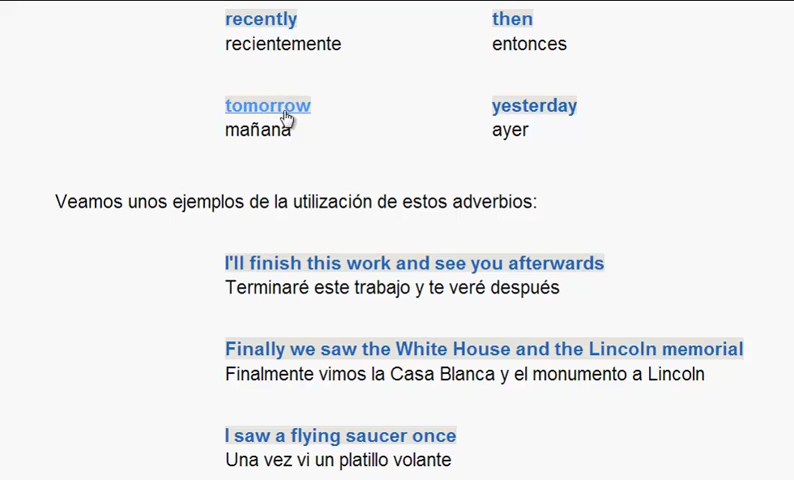 recently then
recientemente entonces
tomorrow yesterday
mañana ayer
Veamos unos ejemplos de la utilización de estos adverbios:
I'll finish this work and see you afterwards
Terminaré este trabajo y te veré después
Finally we saw the White House and the Lincoln memorial
Finalmente vimos la Casa Blanca y el monumento a Lincoln
I saw a flying saucer once
Una vez vi un platillo volante